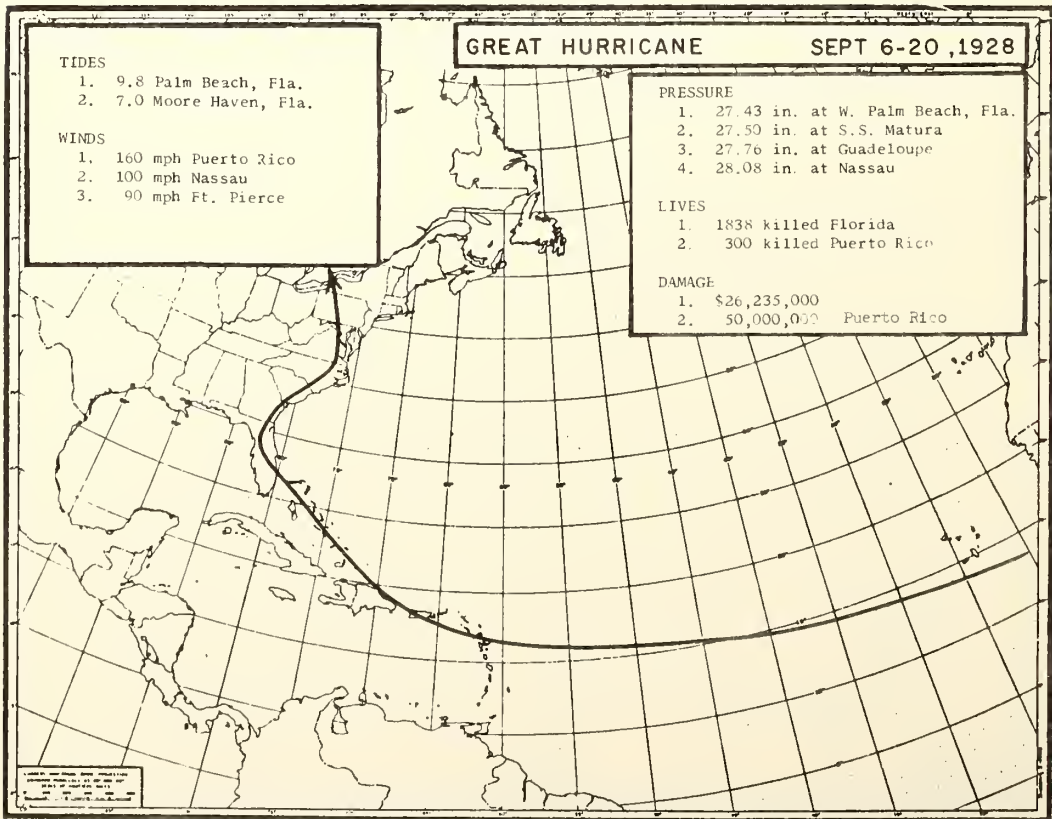 GREAT HURRICANE SEPT 6-20, 1928
TIDES
1. 9.8 Palm Beach, Fla.
2. 7.0 Moore Haven, Fla.
WINDS
1. 160 mph Puerto Rico
2. 100 mph Nassau
3. 90 mph Ft. Pierce
PRESSURE
1. 27.43 in. at W. Palm Beach, Fla.
2. 27.50 in. at S.S. Matura
3. 27.76 in. at Guadeloupe
4. 28.08 in. at Nassau
LIVES
1. 1838 killed Florida
2. 300 killed Puerto Rico
DAMAGE
1. $26,235,000
2. 50,000,000 Puerto Rico